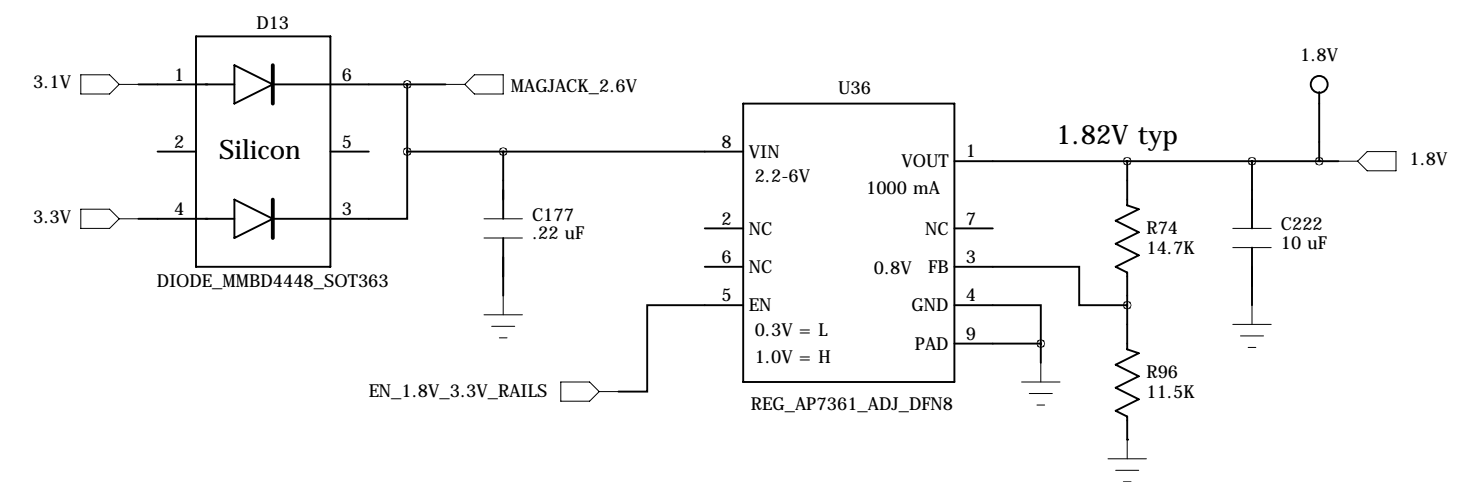 D13
3.1V
1
6
MAGJACK_2.6V
2
Silicon
5
3.3V
4
3
DIODE_MMBD4448_SOT363
C177
.22 uF
U36
8
VIN
2.2-6V
VOUT
1
1000 mA
2
NC
NC
7
6
NC
0.8V
FB
3
5
EN
GND
4
0.3V = L
1.0V = H
PAD
9
REG_AP7361_ADJ_DFN8
EN_1.8V_3.3V_RAILS
1.82V typ
1.8V
1.8V
R74
14.7K
C222
10 uF
R96
11.5K